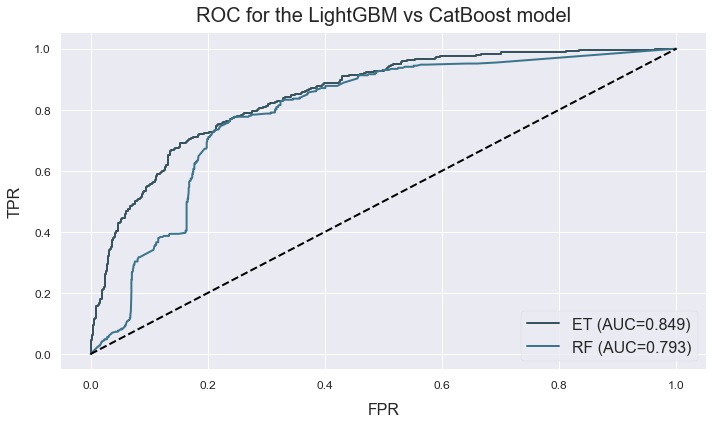 ROC for the LightGBM vs CatBoost model
TPR
1.0
0.8
0.6
0.4
0.2
0.0
0.0 0.2 0.4 0.6 0.8 1.0
FPR
ET (AUC=0.849)
RF (AUC=0.793)